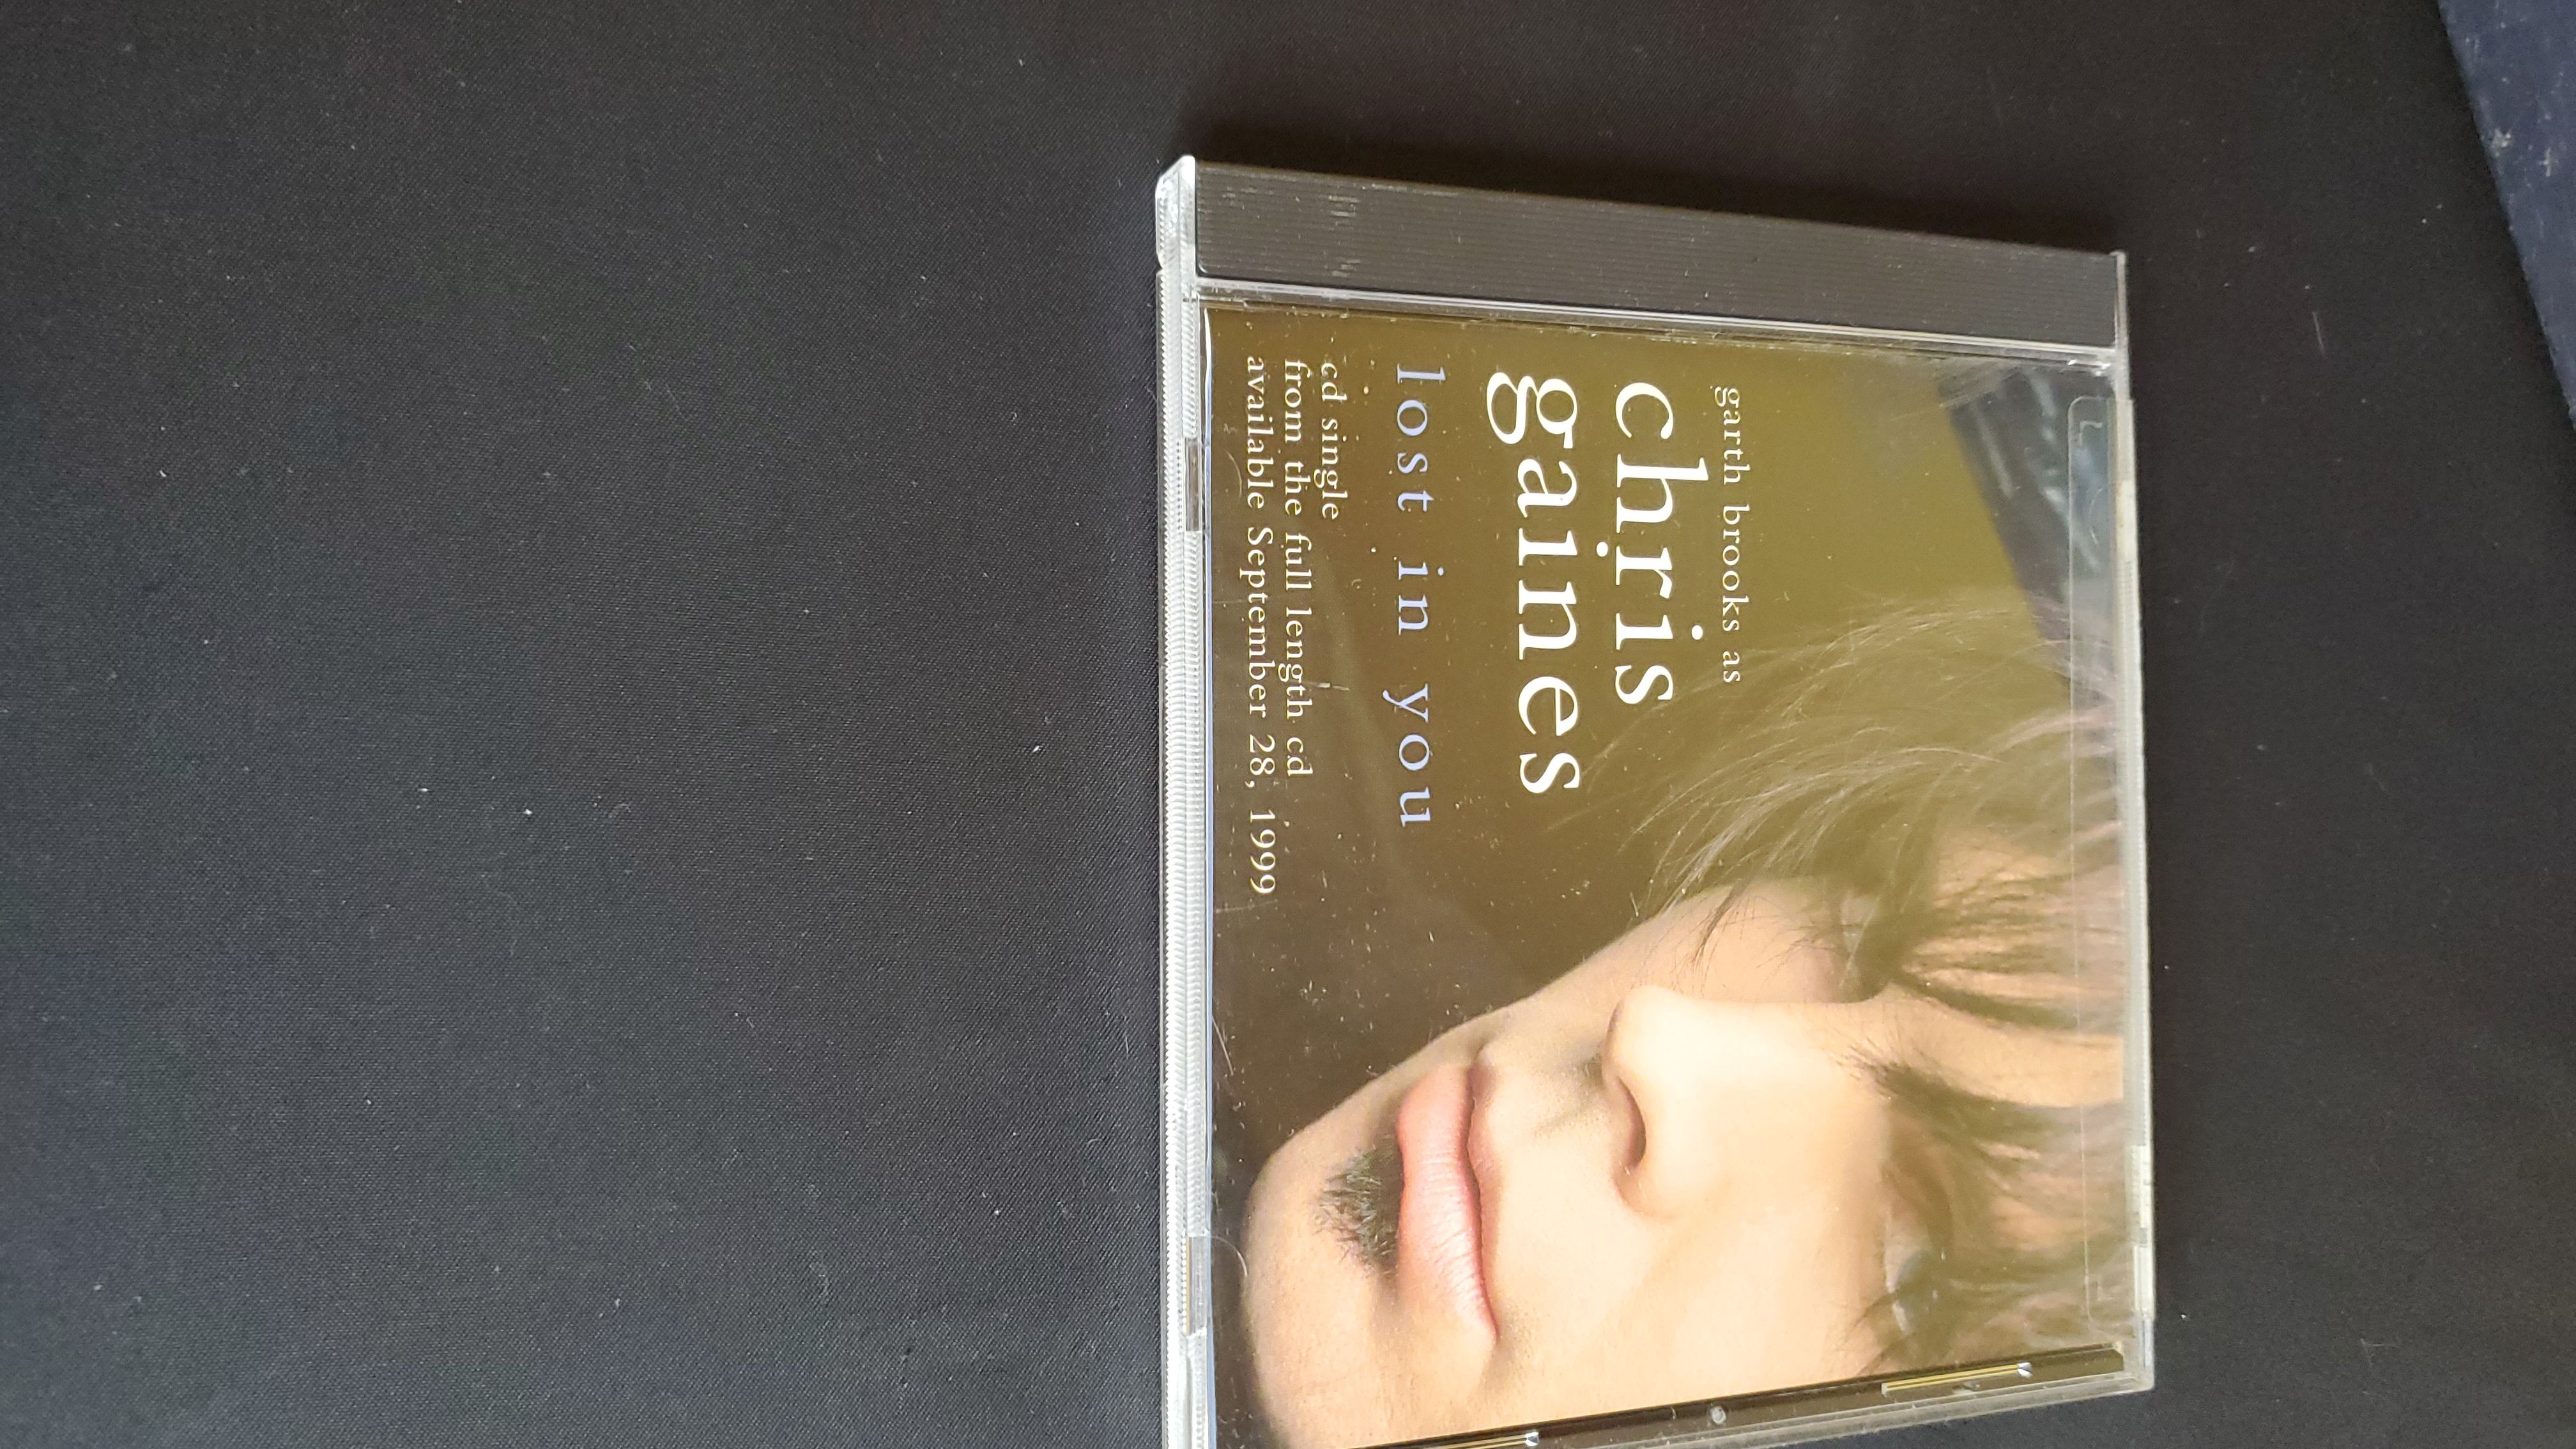 garth brooks as
chris
gaines
lost in you
cd single
from the full length cd
available September 28, 1999